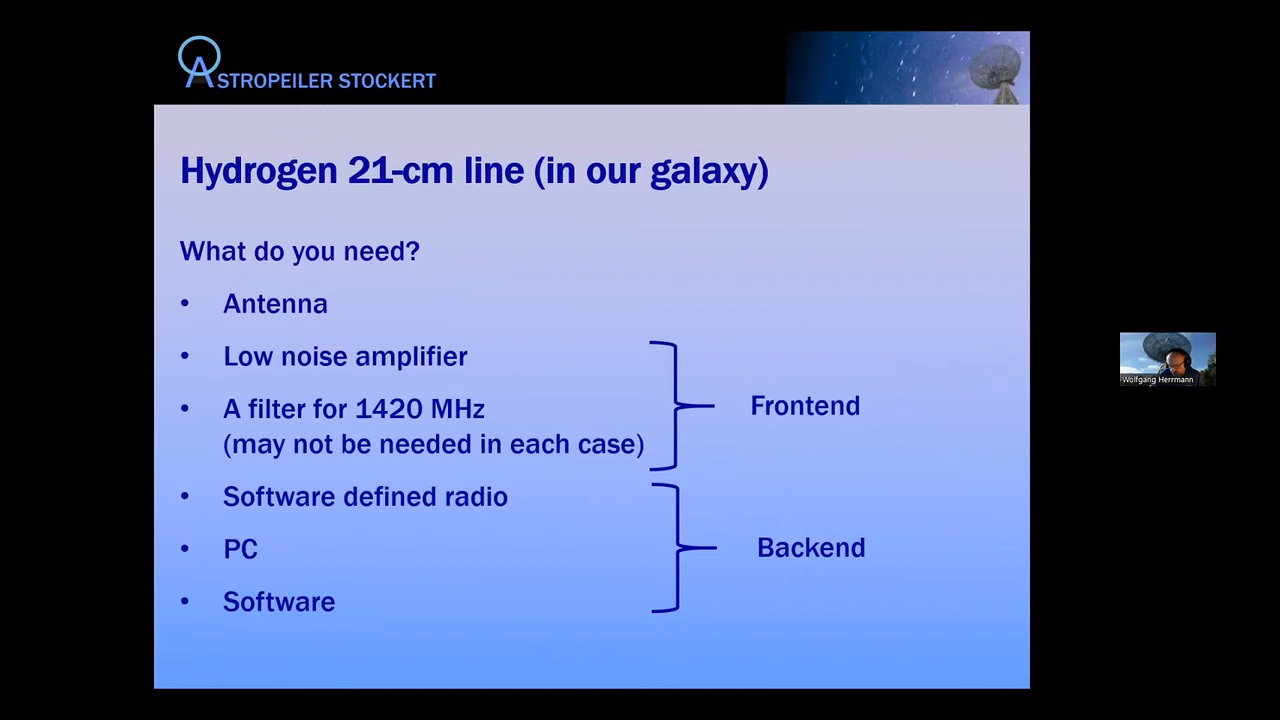 ASTROPEILER STOCKERT
Hydrogen 21-cm line (in our galaxy)
What do you need?
• Antenna
• Low noise amplifier
• A filter for 1420 MHz
(may not be needed in each case)
Frontend
• Software defined radio
• PC
• Software
Backend
Wolfgang Herrmann